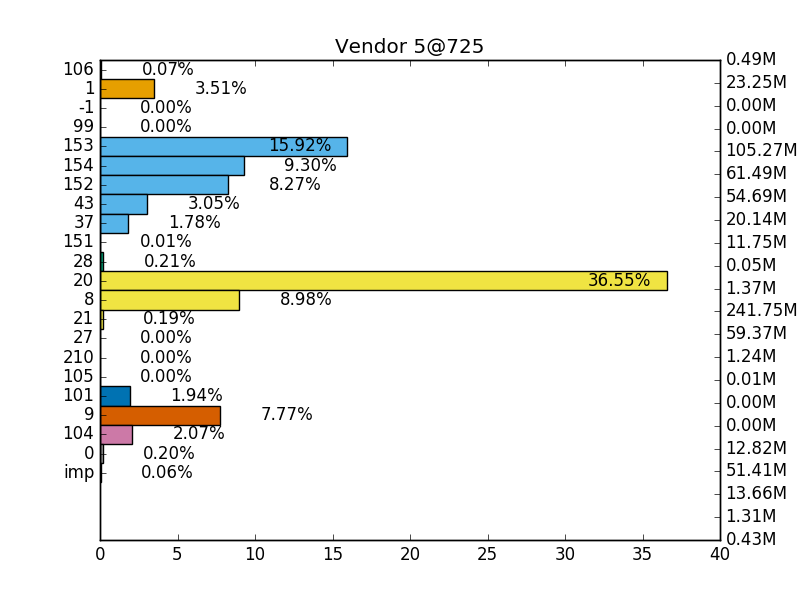 Vendor 5@725
106 0.07% 0.49M
1 3.51% 23.25M
-1 0.00% 0.00M
99 0.00% 0.00M
153 15.92% 105.27M
154 9.30% 61.49M
152 8.27% 54.69M
43 3.05% 20.14M
37 1.78% 11.75M
151 0.01% 0.05M
28 0.21% 1.37M
20 36.55% 241.75M
8 8.98% 59.37M
21 0.19% 1.24M
27 0.00% 0.01M
210 0.00% 0.00M
105 0.00% 0.00M
101 1.94% 12.82M
9 7.77% 51.41M
104 2.07% 13.66M
0 0.20% 1.31M
imp 0.06% 0.43M
0 5 10 15 20 25 30 35 40